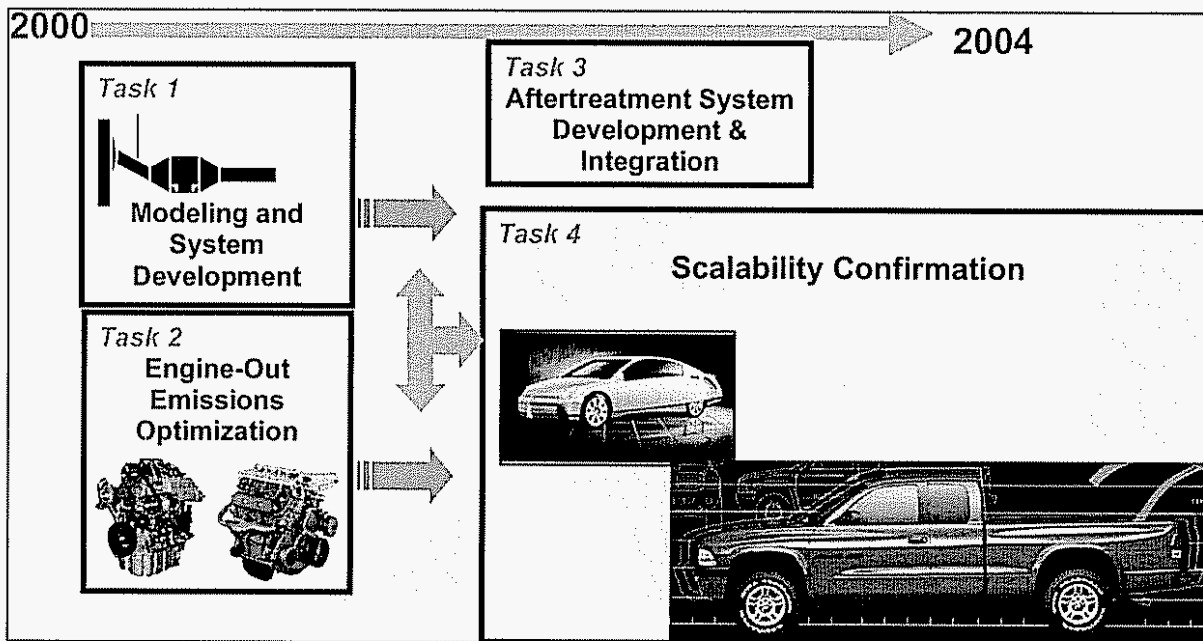 2000
2004
Task 1
Modeling and
System
Development
Task 2
Engine-Out
Emissions
Optimization
Task 3
Aftertreatment System
Development &
Integration
Task 4
Scalability Confirmation